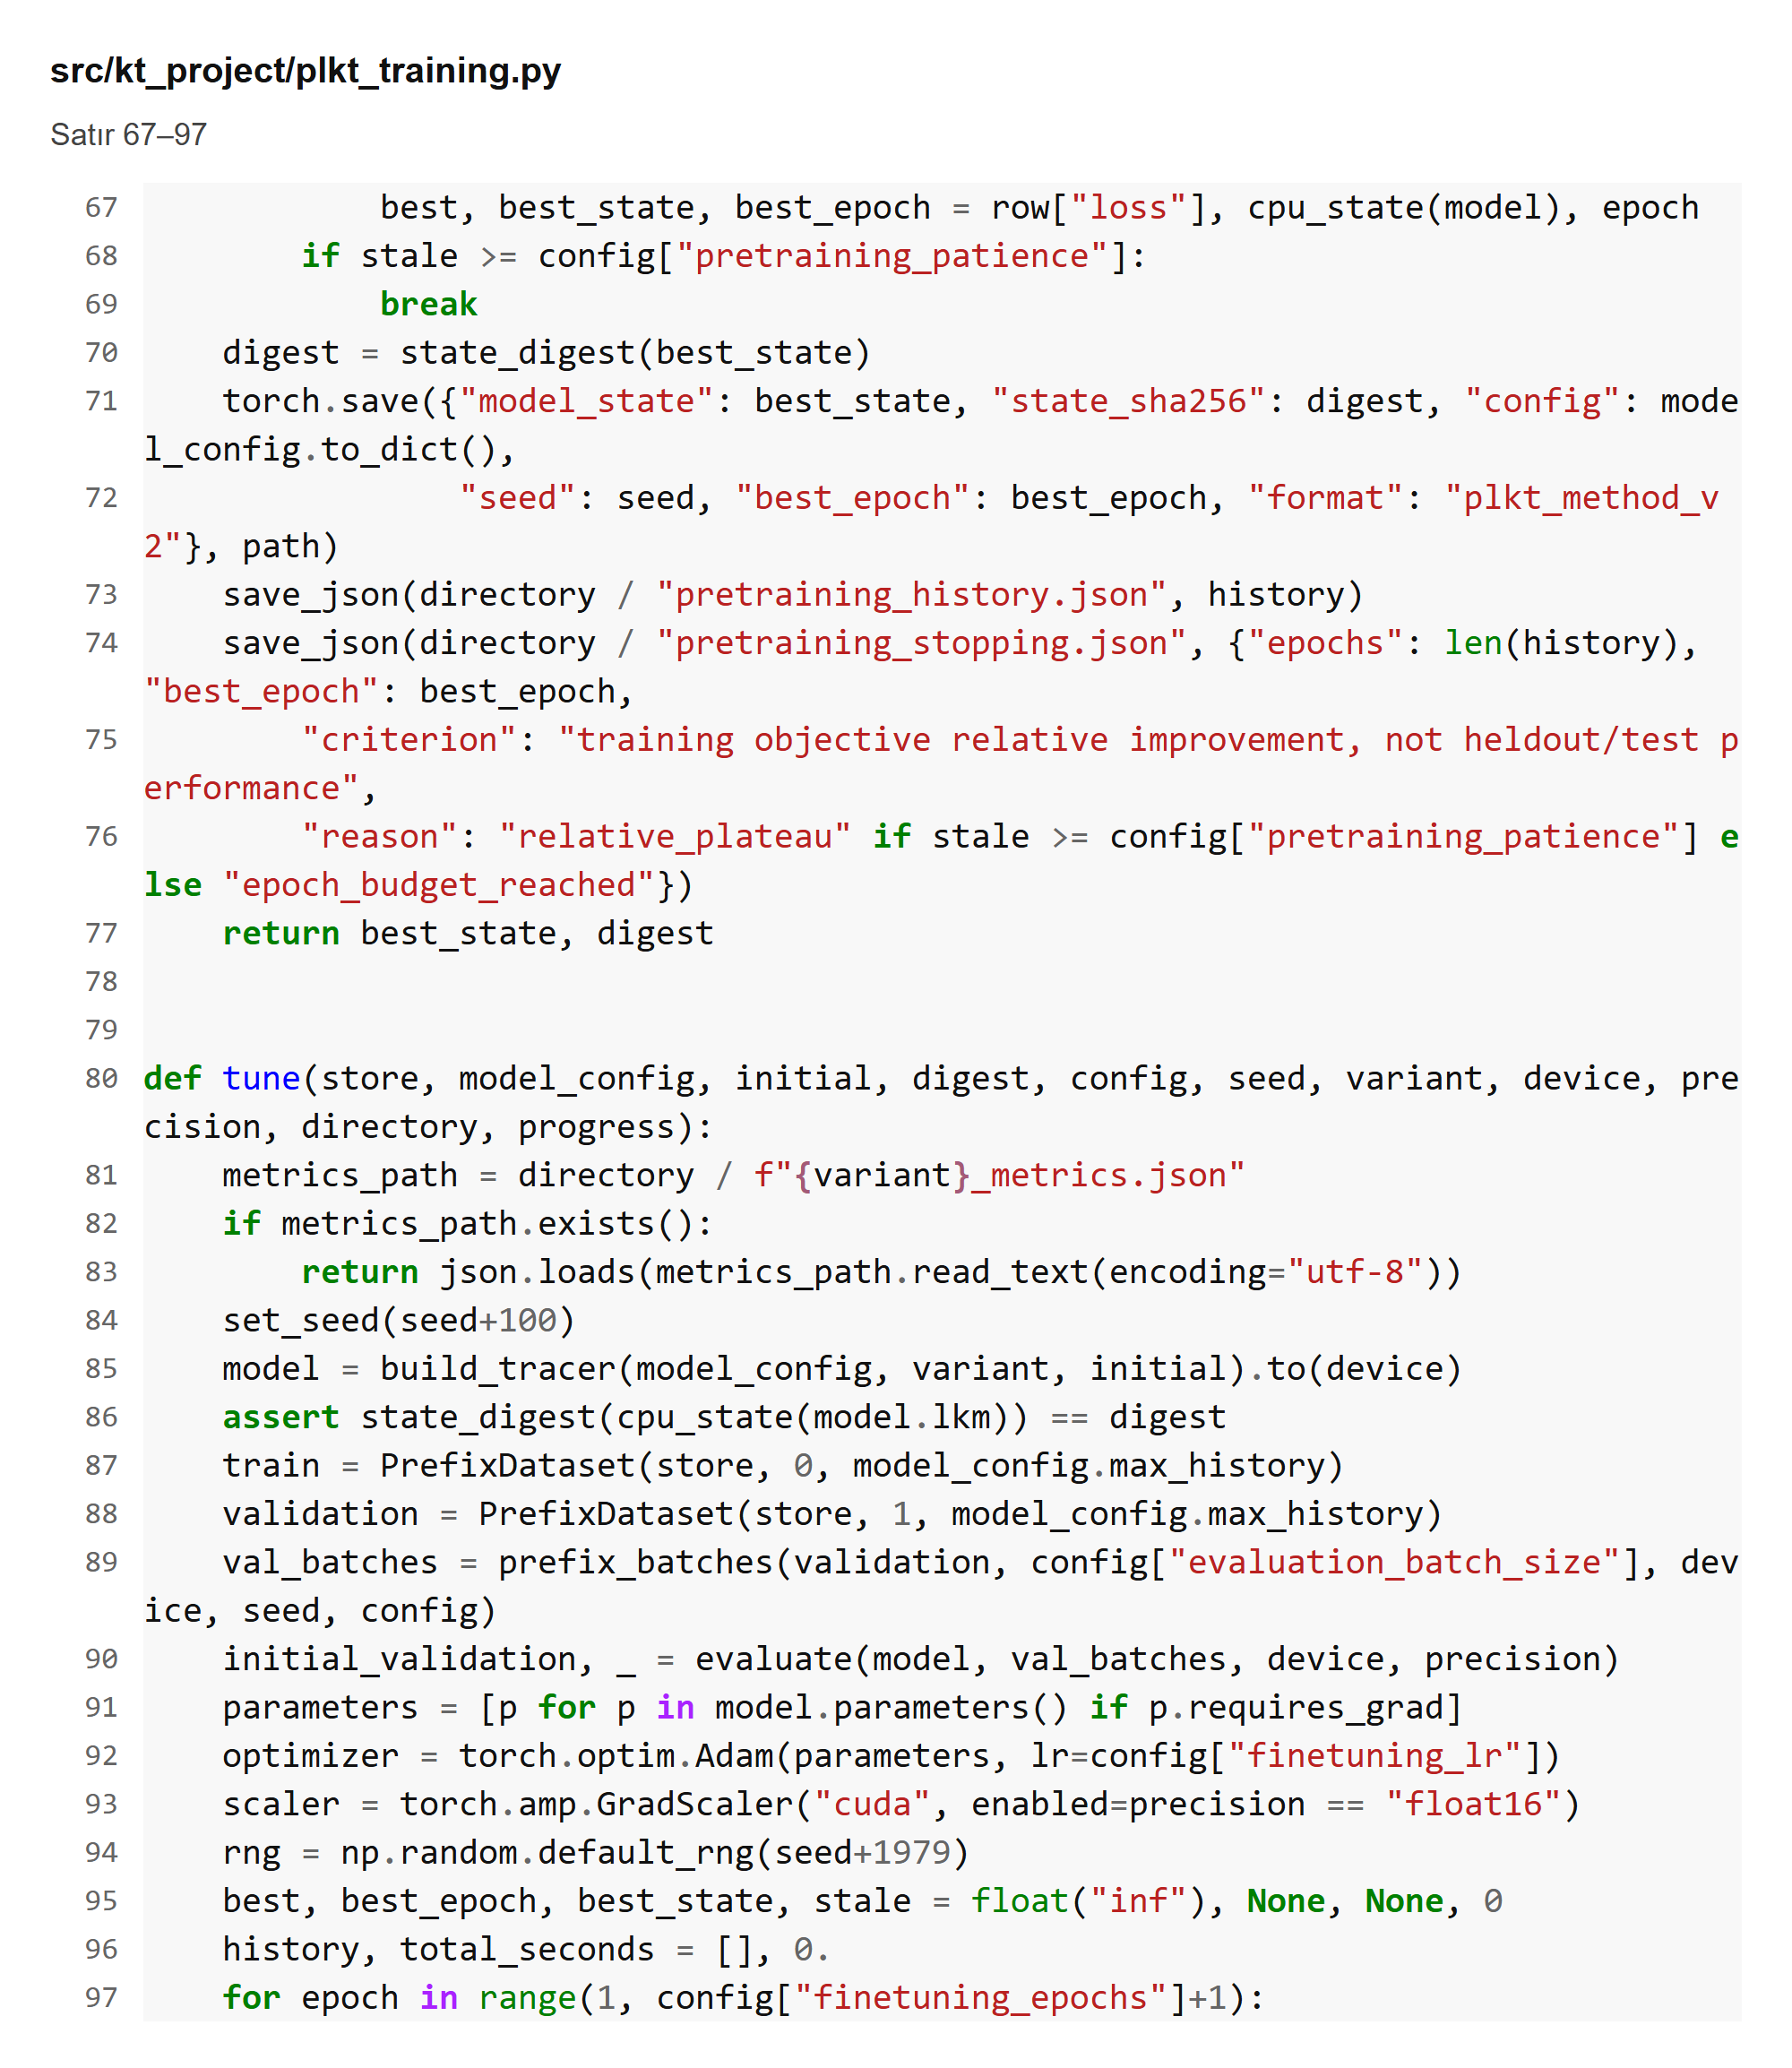 src/kt_project/plkt_training.py
Satır 67–97
67             best, best_state, best_epoch = row["loss"], cpu_state(model), epoch
68         if stale >= config["pretraining_patience"]:
69             break
70     digest = state_digest(best_state)
71     torch.save({"model_state": best_state, "state_sha256": digest, "config": mode
l_config.to_dict(),
72                 "seed": seed, "best_epoch": best_epoch, "format": "plkt_method_v
2"}, path)
73     save_json(directory / "pretraining_history.json", history)
74     save_json(directory / "pretraining_stopping.json", {"epochs": len(history),
"best_epoch": best_epoch,
75         "criterion": "training objective relative improvement, not heldout/test p
erformance",
76         "reason": "relative_plateau" if stale >= config["pretraining_patience"] e
lse "epoch_budget_reached"})
77     return best_state, digest
78
79
80 def tune(store, model_config, initial, digest, config, seed, variant, device, pre
cision, directory, progress):
81     metrics_path = directory / f"{variant}_metrics.json"
82     if metrics_path.exists():
83         return json.loads(metrics_path.read_text(encoding="utf-8"))
84     set_seed(seed+100)
85     model = build_tracer(model_config, variant, initial).to(device)
86     assert state_digest(cpu_state(model.lkm)) == digest
87     train = PrefixDataset(store, 0, model_config.max_history)
88     validation = PrefixDataset(store, 1, model_config.max_history)
89     val_batches = prefix_batches(validation, config["evaluation_batch_size"], dev
ice, seed, config)
90     initial_validation, _ = evaluate(model, val_batches, device, precision)
91     parameters = [p for p in model.parameters() if p.requires_grad]
92     optimizer = torch.optim.Adam(parameters, lr=config["finetuning_lr"])
93     scaler = torch.amp.GradScaler("cuda", enabled=precision == "float16")
94     rng = np.random.default_rng(seed+1979)
95     best, best_epoch, best_state, stale = float("inf"), None, None, 0
96     history, total_seconds = [], 0.
97     for epoch in range(1, config["finetuning_epochs"]+1):